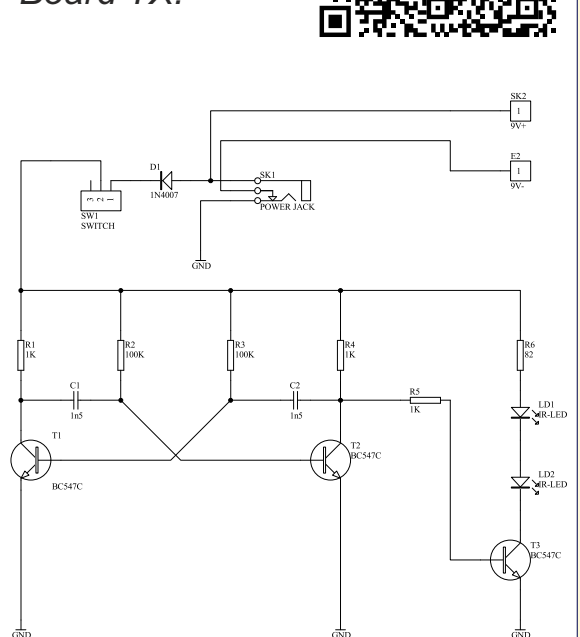 Board TX:
SK2
1
9V+
E2
1
9V-
D1
1N4007
SK1
POWER JACK
3 2 1
SW1
SWITCH
GND
R1
1K
R2
100K
R3
100K
R4
1K
R6
82
C1
1n5
C2
1n5
R5
1K
LD1
IR-LED
T1
BC547C
T2
BC547C
LD2
IR-LED
T3
BC547C
GND
GND
GND